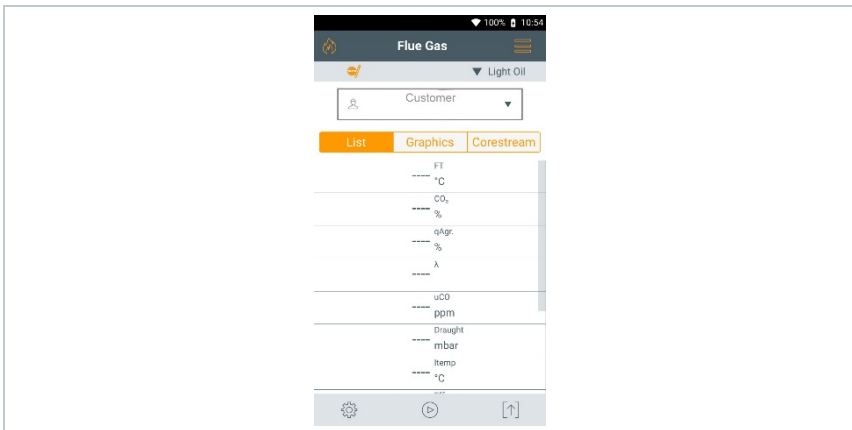 100% 10:54
Flue Gas
Light Oil
Customer
List Graphics Corestream
FT
---- °C
CO₂
---- %
qAgr.
---- %
λ
----
uCO
---- ppm
Draught
---- mbar
Itemp
---- °C